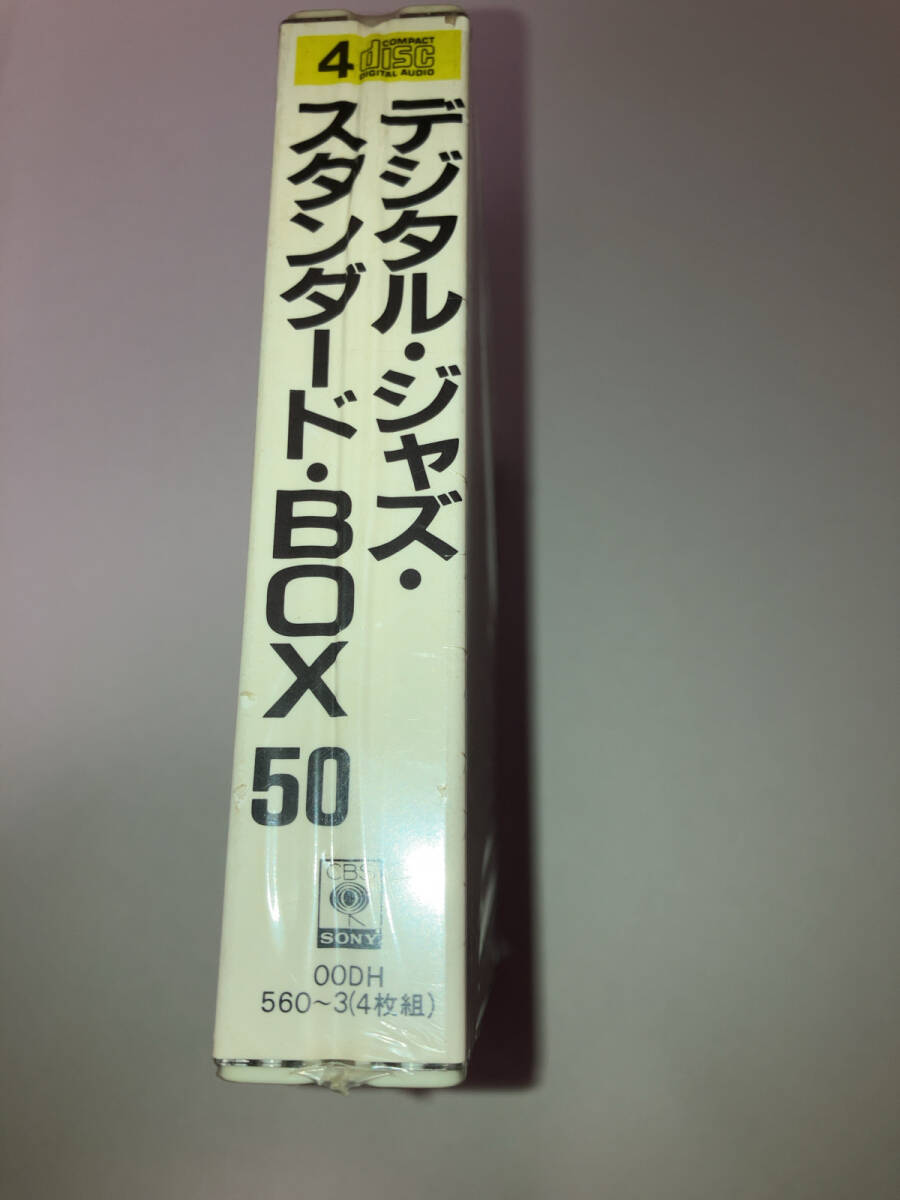 4 COMPACT
disc
DIGITAL AUDIO
デジタル・ジャズ・
スタンダード・BOX
50
CBS
SONY
00DH
560~3(4枚組)